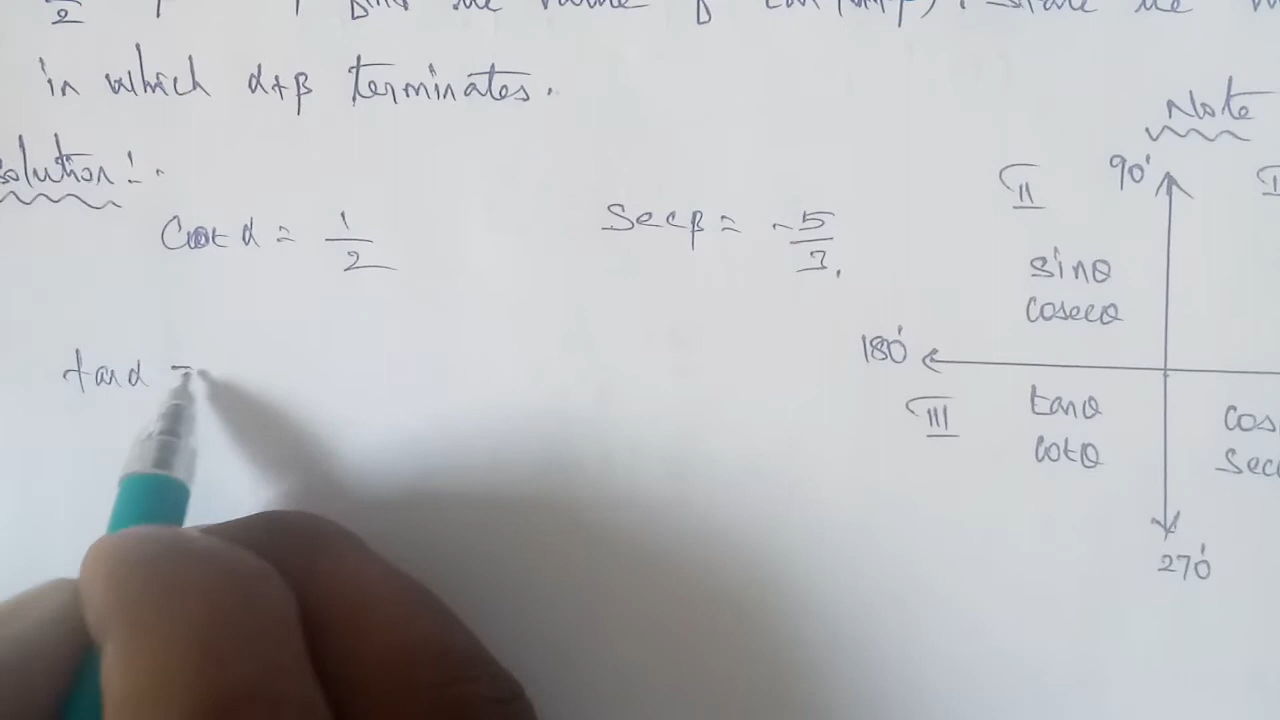 2
in which α+β terminates.
solution:-
Cot α = 1/2
Sec β = -5/3.
tan α =
Note
II
90°
sinθ
cosecθ
180°
III
tanθ
cotθ
cos
sec
270°